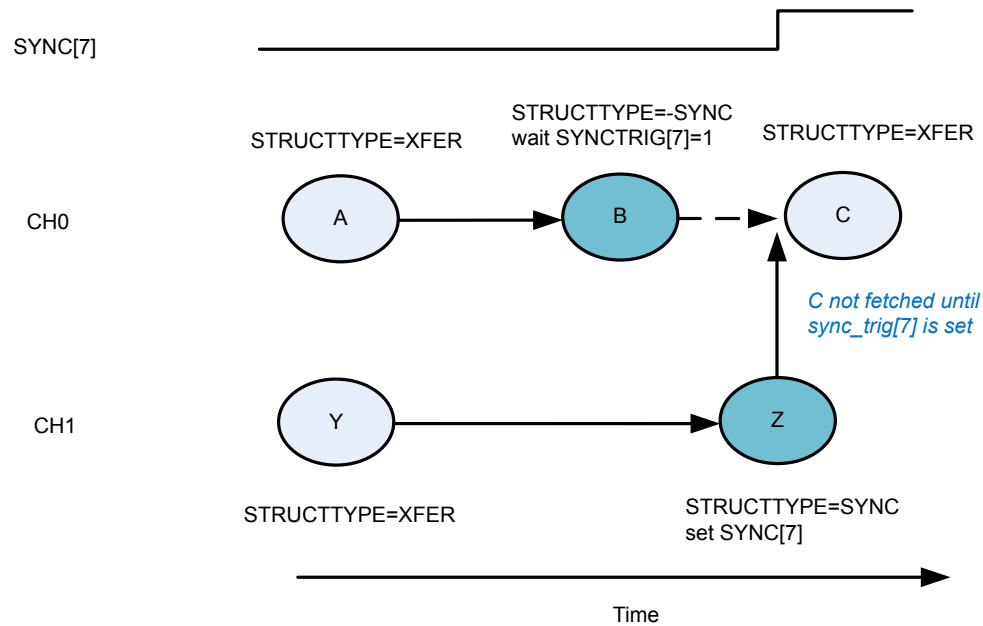 SYNC[7]
STRUCTTYPE=-SYNC
wait SYNCTRIG[7]=1
STRUCTTYPE=XFER
STRUCTTYPE=XFER
CH0
A
B
C
C not fetched until
sync_trig[7] is set
CH1
Y
Z
STRUCTTYPE=XFER
STRUCTTYPE=SYNC
set SYNC[7]
Time